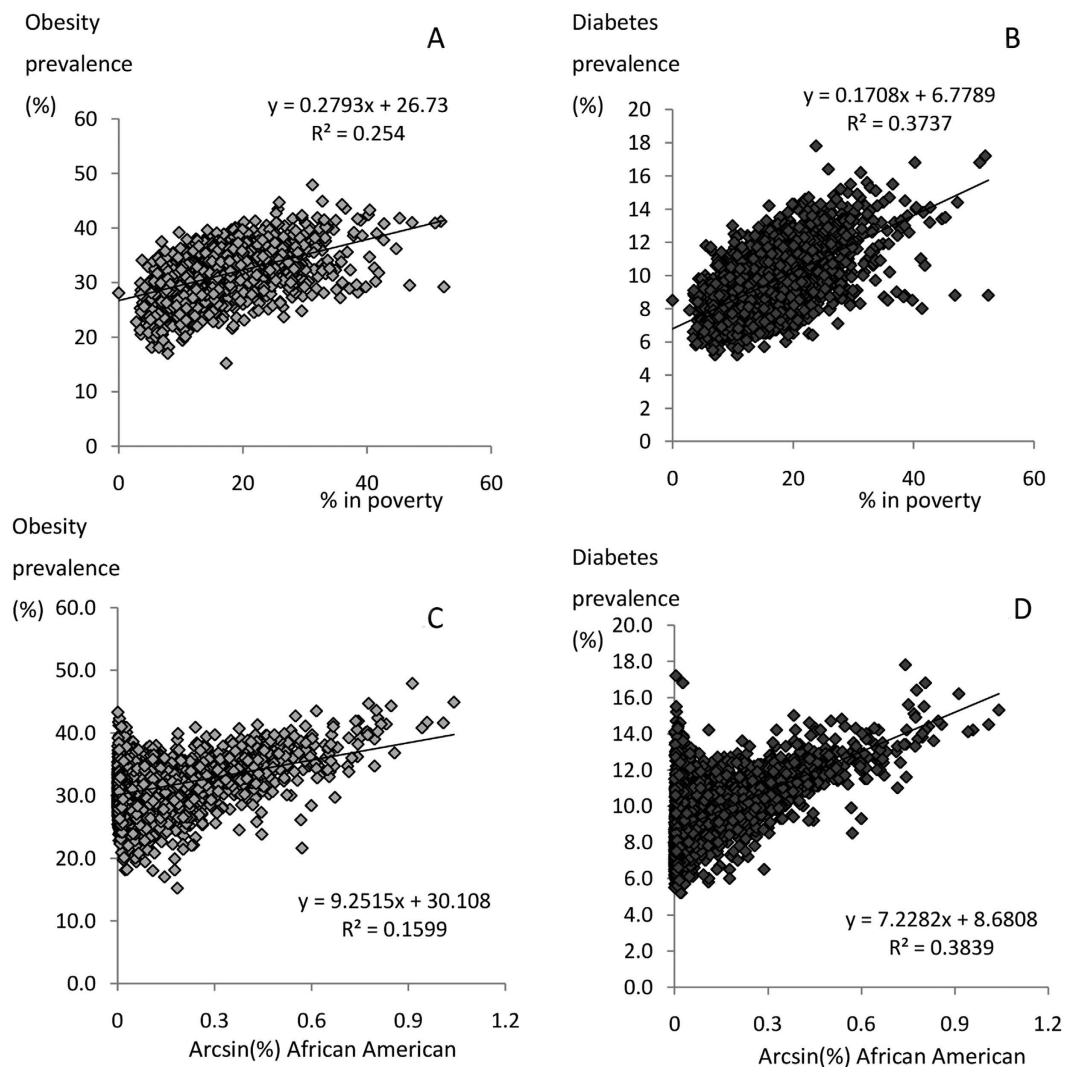 Obesity
prevalence
(%)
A
y = 0.2793x + 26.73
R² = 0.254
60
50
40
30
20
10
0
0 20 40 60
% in poverty
Diabetes
prevalence
(%)
B
y = 0.1708x + 6.7789
R² = 0.3737
20
18
16
14
12
10
8
6
4
2
0
0 20 40 60
% in poverty
Obesity
prevalence
(%)
C
60.0
50.0
40.0
30.0
20.0
10.0
0.0
y = 9.2515x + 30.108
R² = 0.1599
0 0.3 0.6 0.9 1.2
Arcsin(%) African American
Diabetes
prevalence
(%)
D
20.0
18.0
16.0
14.0
12.0
10.0
8.0
6.0
4.0
2.0
0.0
y = 7.2282x + 8.6808
R² = 0.3839
0 0.3 0.6 0.9 1.2
Arcsin(%) African American